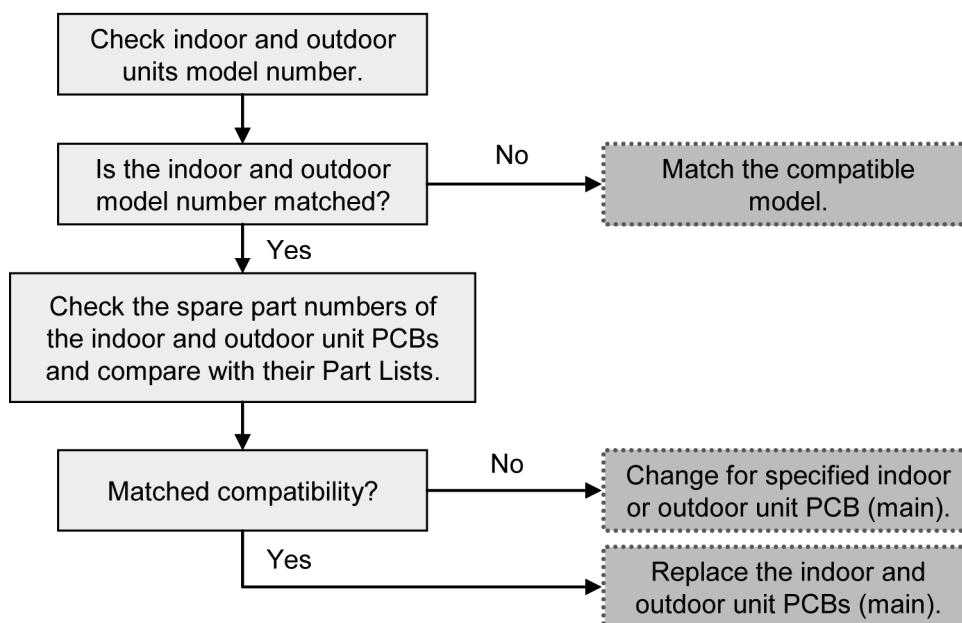 Check indoor and outdoor
units model number.
Is the indoor and outdoor
model number matched?
No
Match the compatible
model.
Yes
Check the spare part numbers of
the indoor and outdoor unit PCBs
and compare with their Part Lists.
Matched compatibility?
No
Change for specified indoor
or outdoor unit PCB (main).
Yes
Replace the indoor and
outdoor unit PCBs (main).